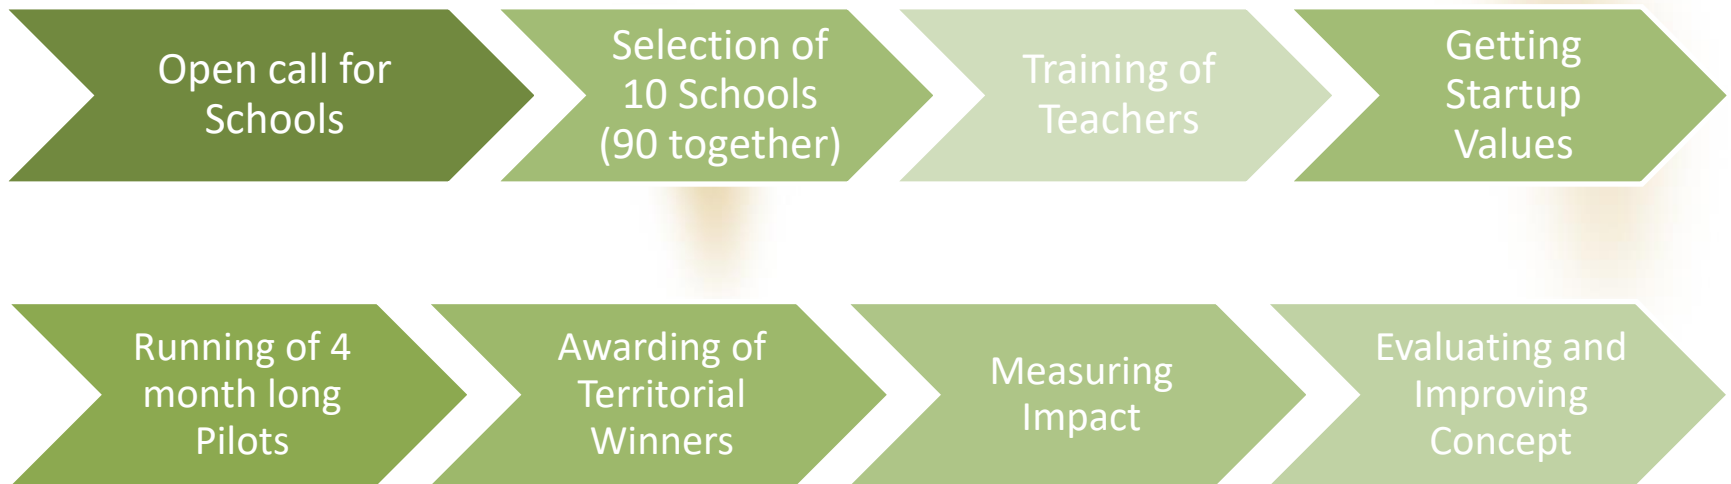 Open call for
Schools
Selection of
10 Schools
(90 together)
Training of
Teachers
Getting
Startup
Values
Running of 4
month long
Pilots
Awarding of
Territorial
Winners
Measuring
Impact
Evaluating and
Improving
Concept